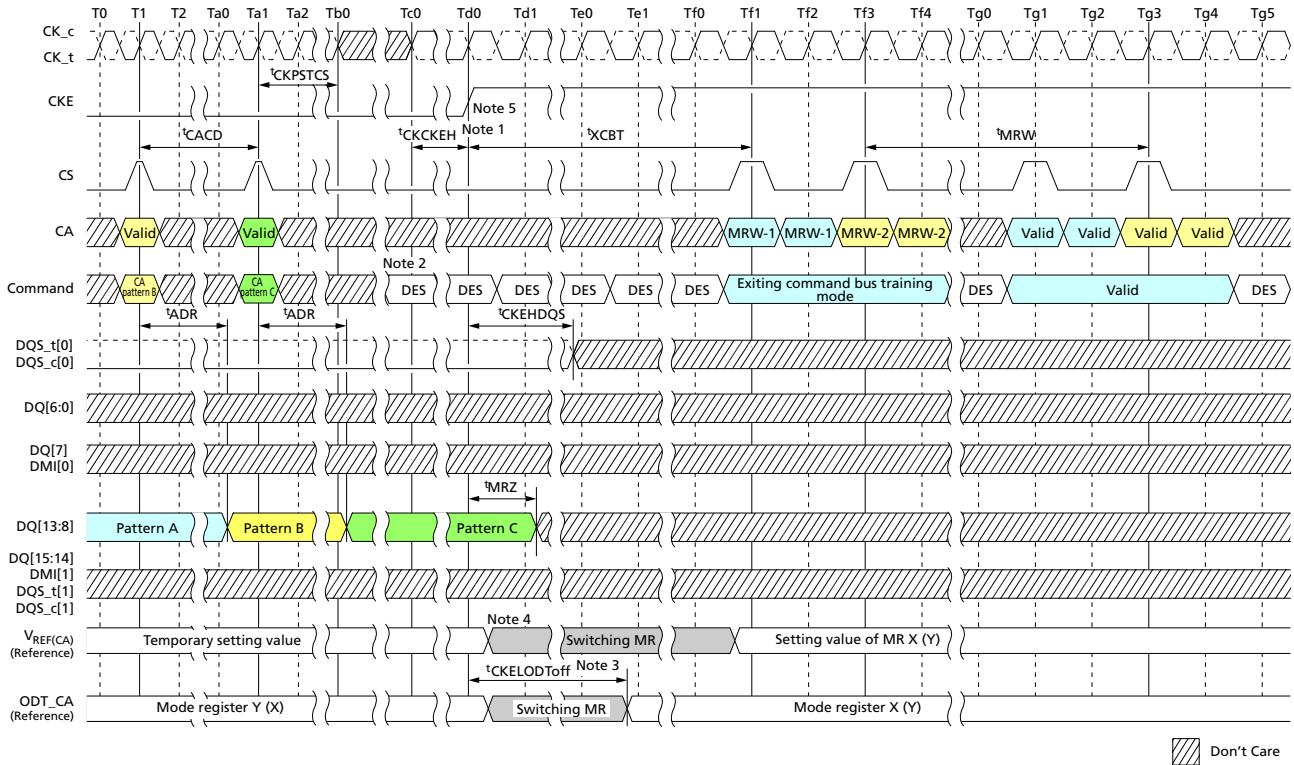 T0 T1 T2 Ta0 Ta1 Ta2 Tb0 Tc0 Td0 Td1 Te0 Te1 Tf0 Tf1 Tf2 Tf3 Tf4 Tg0 Tg1 Tg2 Tg3 Tg4 Tg5
CK_c
CK_t
tCKPSTCS
CKE
Note 5
tCACD tCKCKEH Note 1 tXCBT tMRW
CS
CA Valid Valid MRW-1 MRW-1 MRW-2 MRW-2 Valid Valid Valid Valid
Note 2
Command CA pattern B CA pattern C DES DES DES DES DES DES Exiting command bus training mode DES Valid DES
tADR tADR tCKEHDQS
DQS_t[0]
DQS_c[0]
DQ[6:0]
DQ[7]
DMI[0]
tMRZ
DQ[13:8] Pattern A Pattern B Pattern C
DQ[15:14]
DMI[1]
DQS_t[1]
DQS_c[1]
Note 4
VREF(CA) Temporary setting value Switching MR Setting value of MR X (Y)
(Reference)
tCKELODToff Note 3
ODT_CA Mode register Y (X) Switching MR Mode register X (Y)
(Reference)
Don't Care